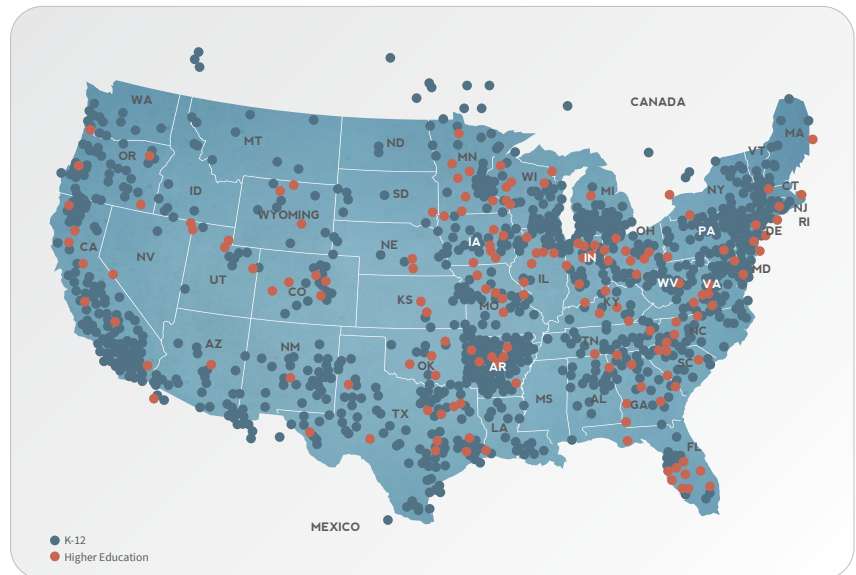 WA
CANADA
MA
MT
ND
VT
OR
MN
WI
CT
ID
SD
MI
NY
NJ
WYOMING
RI
OH
PA
DE
CA
NV
NE
IA
IN
MD
UT
CO
IL
WV
VA
KS
MO
KY
NC
AZ
NM
TN
OK
AR
SC
MS
AL
GA
TX
LA
FL
MEXICO
K-12
Higher Education